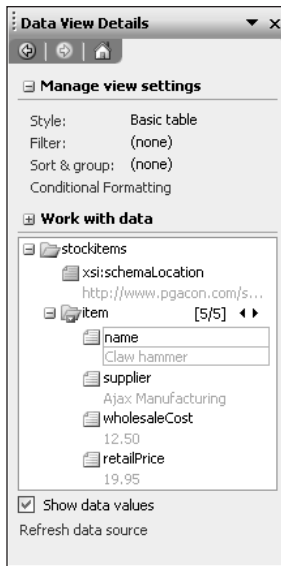 Data View Details
Manage view settings
Style: Basic table
Filter: (none)
Sort & group: (none)
Conditional Formatting
Work with data
stockitems
xsi:schemaLocation
http://www.pgacon.com/s...
item [5/5]
name
Claw hammer
supplier
Ajax Manufacturing
wholesaleCost
12.50
retailPrice
19.95
Show data values
Refresh data source